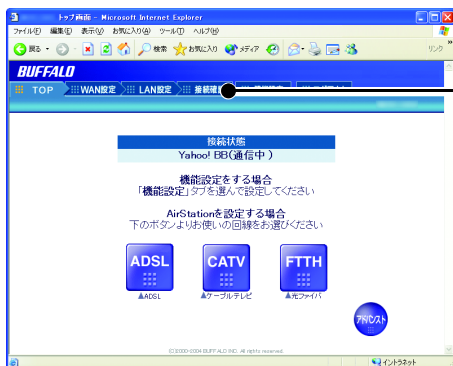 トップ画面 - Microsoft Internet Explorer
ファイル(F) 編集(E) 表示(V) お気に入り(A) ツール(T) ヘルプ(H)
戻る 検索 お気に入り メディア リンク
BUFFALO
TOP WAN設定 LAN設定 接続確
接続状態
Yahoo! BB(通信中 )
機能設定をする場合
「機能設定」タブを選んで設定してください
AirStationを設定する場合
下のボタンよりお使いの回線をお選びください
ADSL CATV FTTH
▲ADSL ▲ケーブルテレビ ▲光ファイバ
アドバンスト
©2000-2004 BUFFALO INC. All rights reserved.
イントラネット